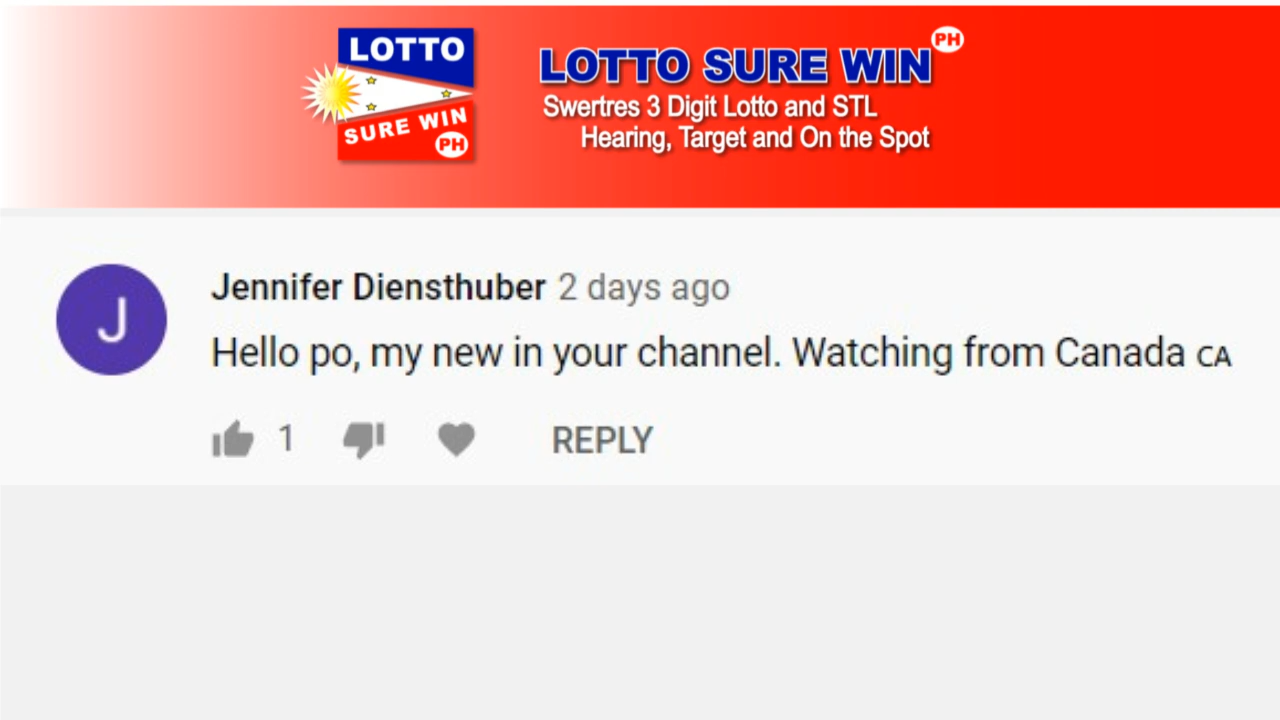 LOTTO
SURE WIN
PH
LOTTO SURE WIN PH
Swertres 3 Digit Lotto and STL
Hearing, Target and On the Spot
J
Jennifer Diensthuber 2 days ago
Hello po, my new in your channel. Watching from Canada CA
1 REPLY